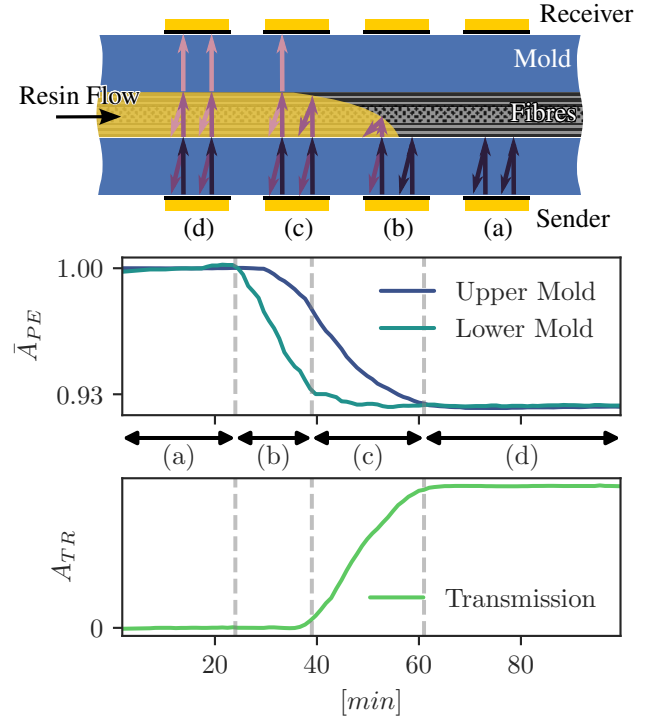 Receiver
Mold
Resin Flow
Fibres
(d) (c) (b) (a)
Sender
1.00
0.93
Ā_PE
Upper Mold
Lower Mold
(a) (b) (c) (d)
A_TR
0
Transmission
20 40 60 80
[min]